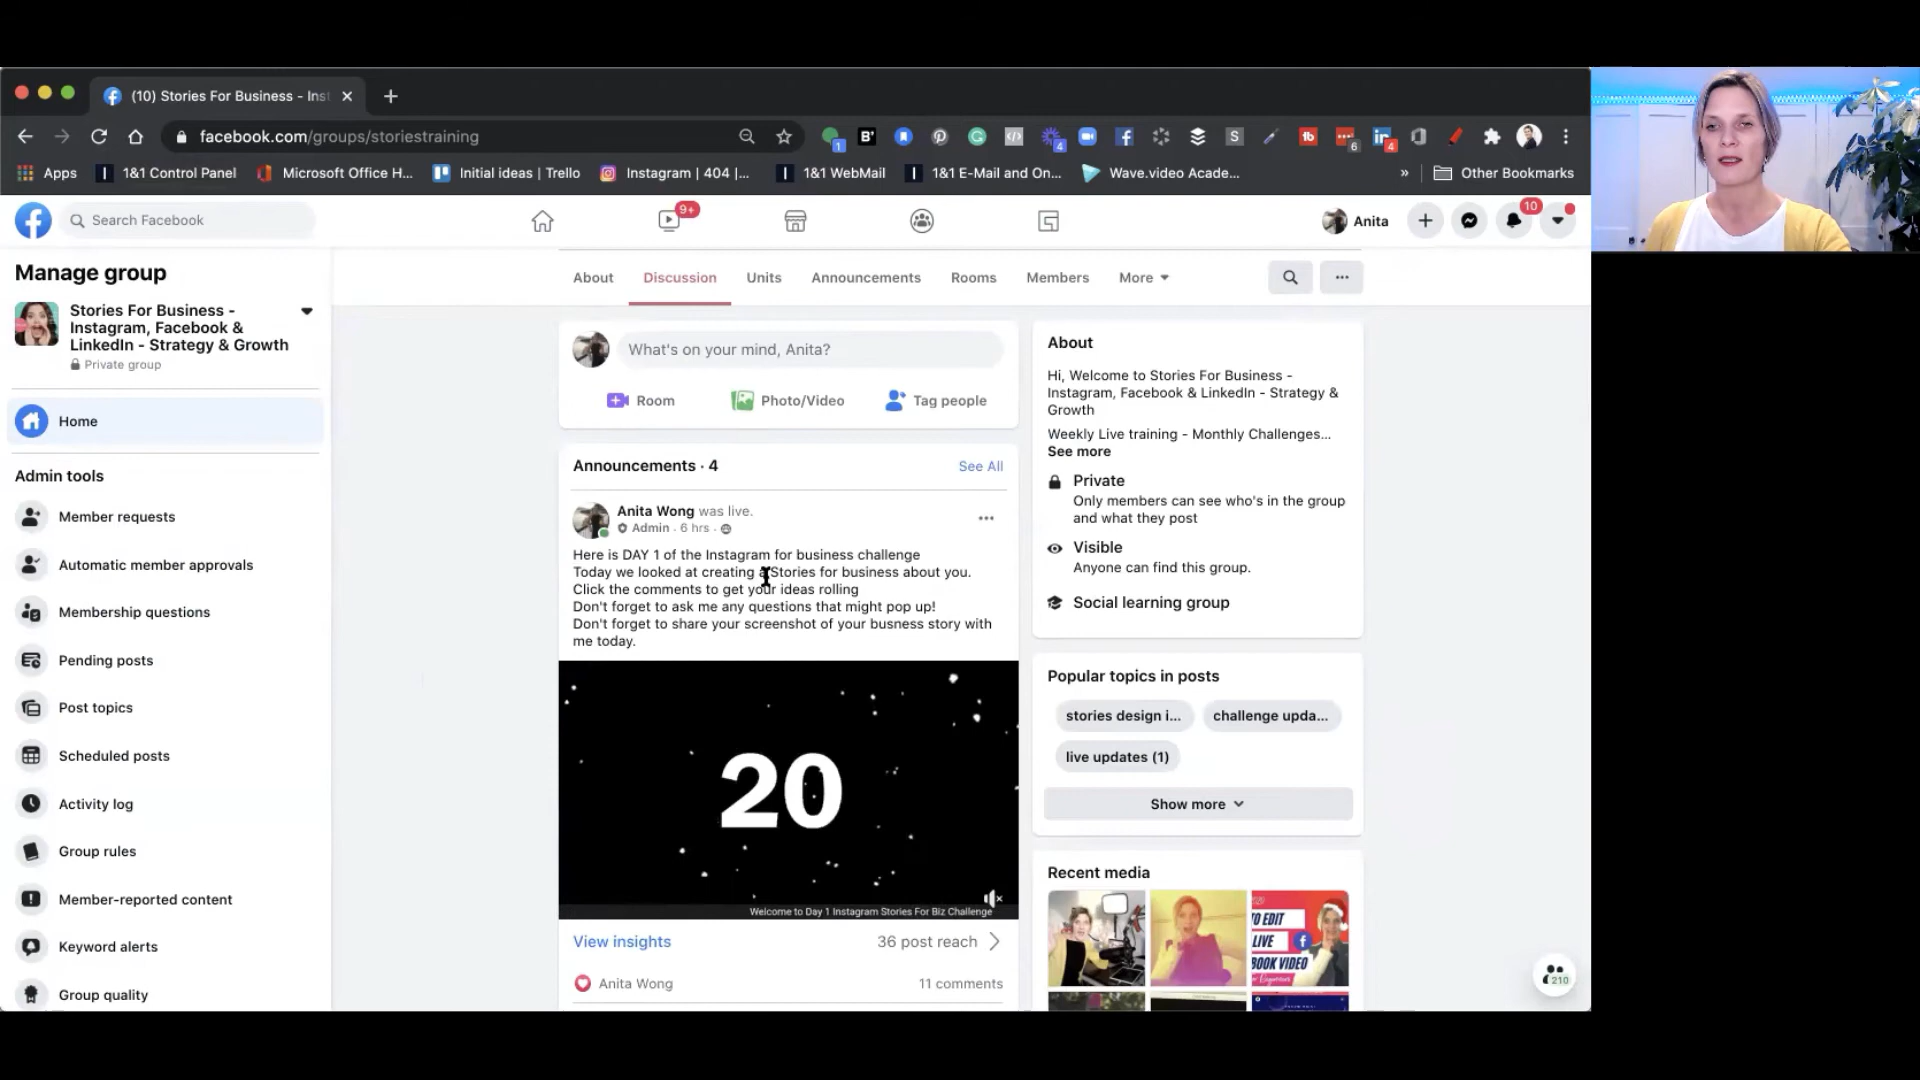 (10) Stories For Business - Inst
facebook.com/groups/storiestraining
1
B'
4
S
tb
6
in
4
Apps
1&1 Control Panel
Microsoft Office H...
Initial ideas | Trello
Instagram | 404 |...
1&1 WebMail
1&1 E-Mail and On...
Wave.video Acade...
»
Other Bookmarks
Search Facebook
9+
Anita
10
Manage group
Stories For Business -
Instagram, Facebook &
LinkedIn - Strategy & Growth
Private group
Home
Admin tools
Member requests
Automatic member approvals
Membership questions
Pending posts
Post topics
Scheduled posts
Activity log
Group rules
Member-reported content
Keyword alerts
Group quality
About
Discussion
Units
Announcements
Rooms
Members
More
What's on your mind, Anita?
Room
Photo/Video
Tag people
Announcements · 4
See All
Anita Wong was live.
Admin · 6 hrs ·
Here is DAY 1 of the Instagram for business challenge
Today we looked at creating a Stories for business about you.
Click the comments to get your ideas rolling
Don't forget to ask me any questions that might pop up!
Don't forget to share your screenshot of your busness story with
me today.
20
Welcome to Day 1 Instagram Stories For Biz Challenge
View insights
36 post reach
Anita Wong
11 comments
About
Hi, Welcome to Stories For Business -
Instagram, Facebook & LinkedIn - Strategy &
Growth
Weekly Live training - Monthly Challenges...
See more
Private
Only members can see who's in the group
and what they post
Visible
Anyone can find this group.
Social learning group
Popular topics in posts
stories design i...
challenge upda...
live updates (1)
Show more
Recent media
O EDIT
LIVE
BOOK VIDEO
210